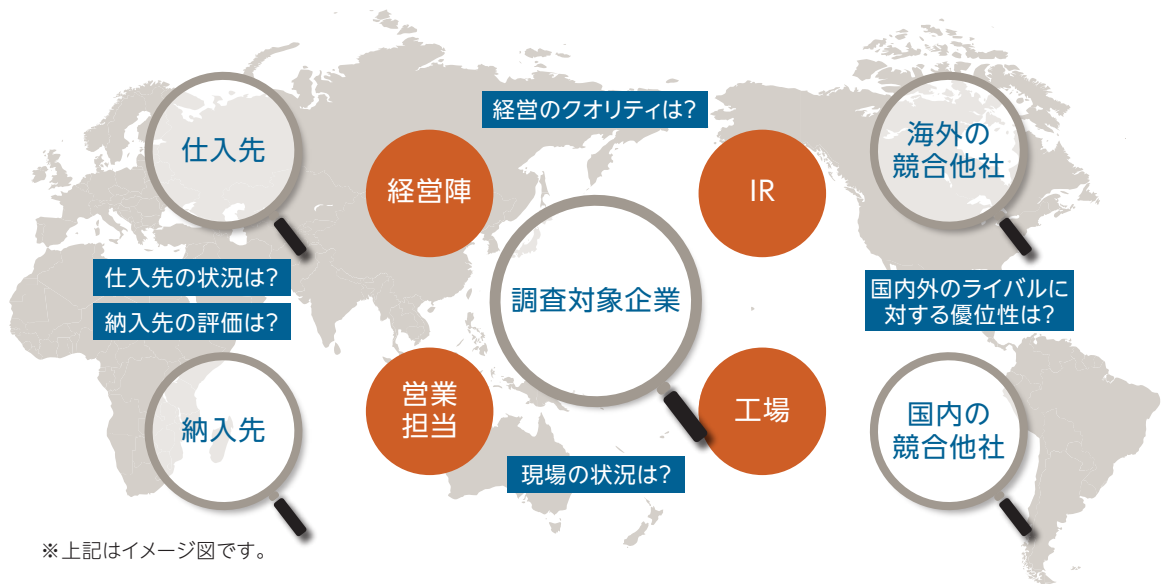 仕入先
経営のクオリティは?
海外の
競合他社
経営陣
IR
仕入先の状況は?
納入先の評価は?
調査対象企業
国内外のライバルに
対する優位性は?
納入先
営業
担当
工場
国内の
競合他社
現場の状況は?
※上記はイメージ図です。